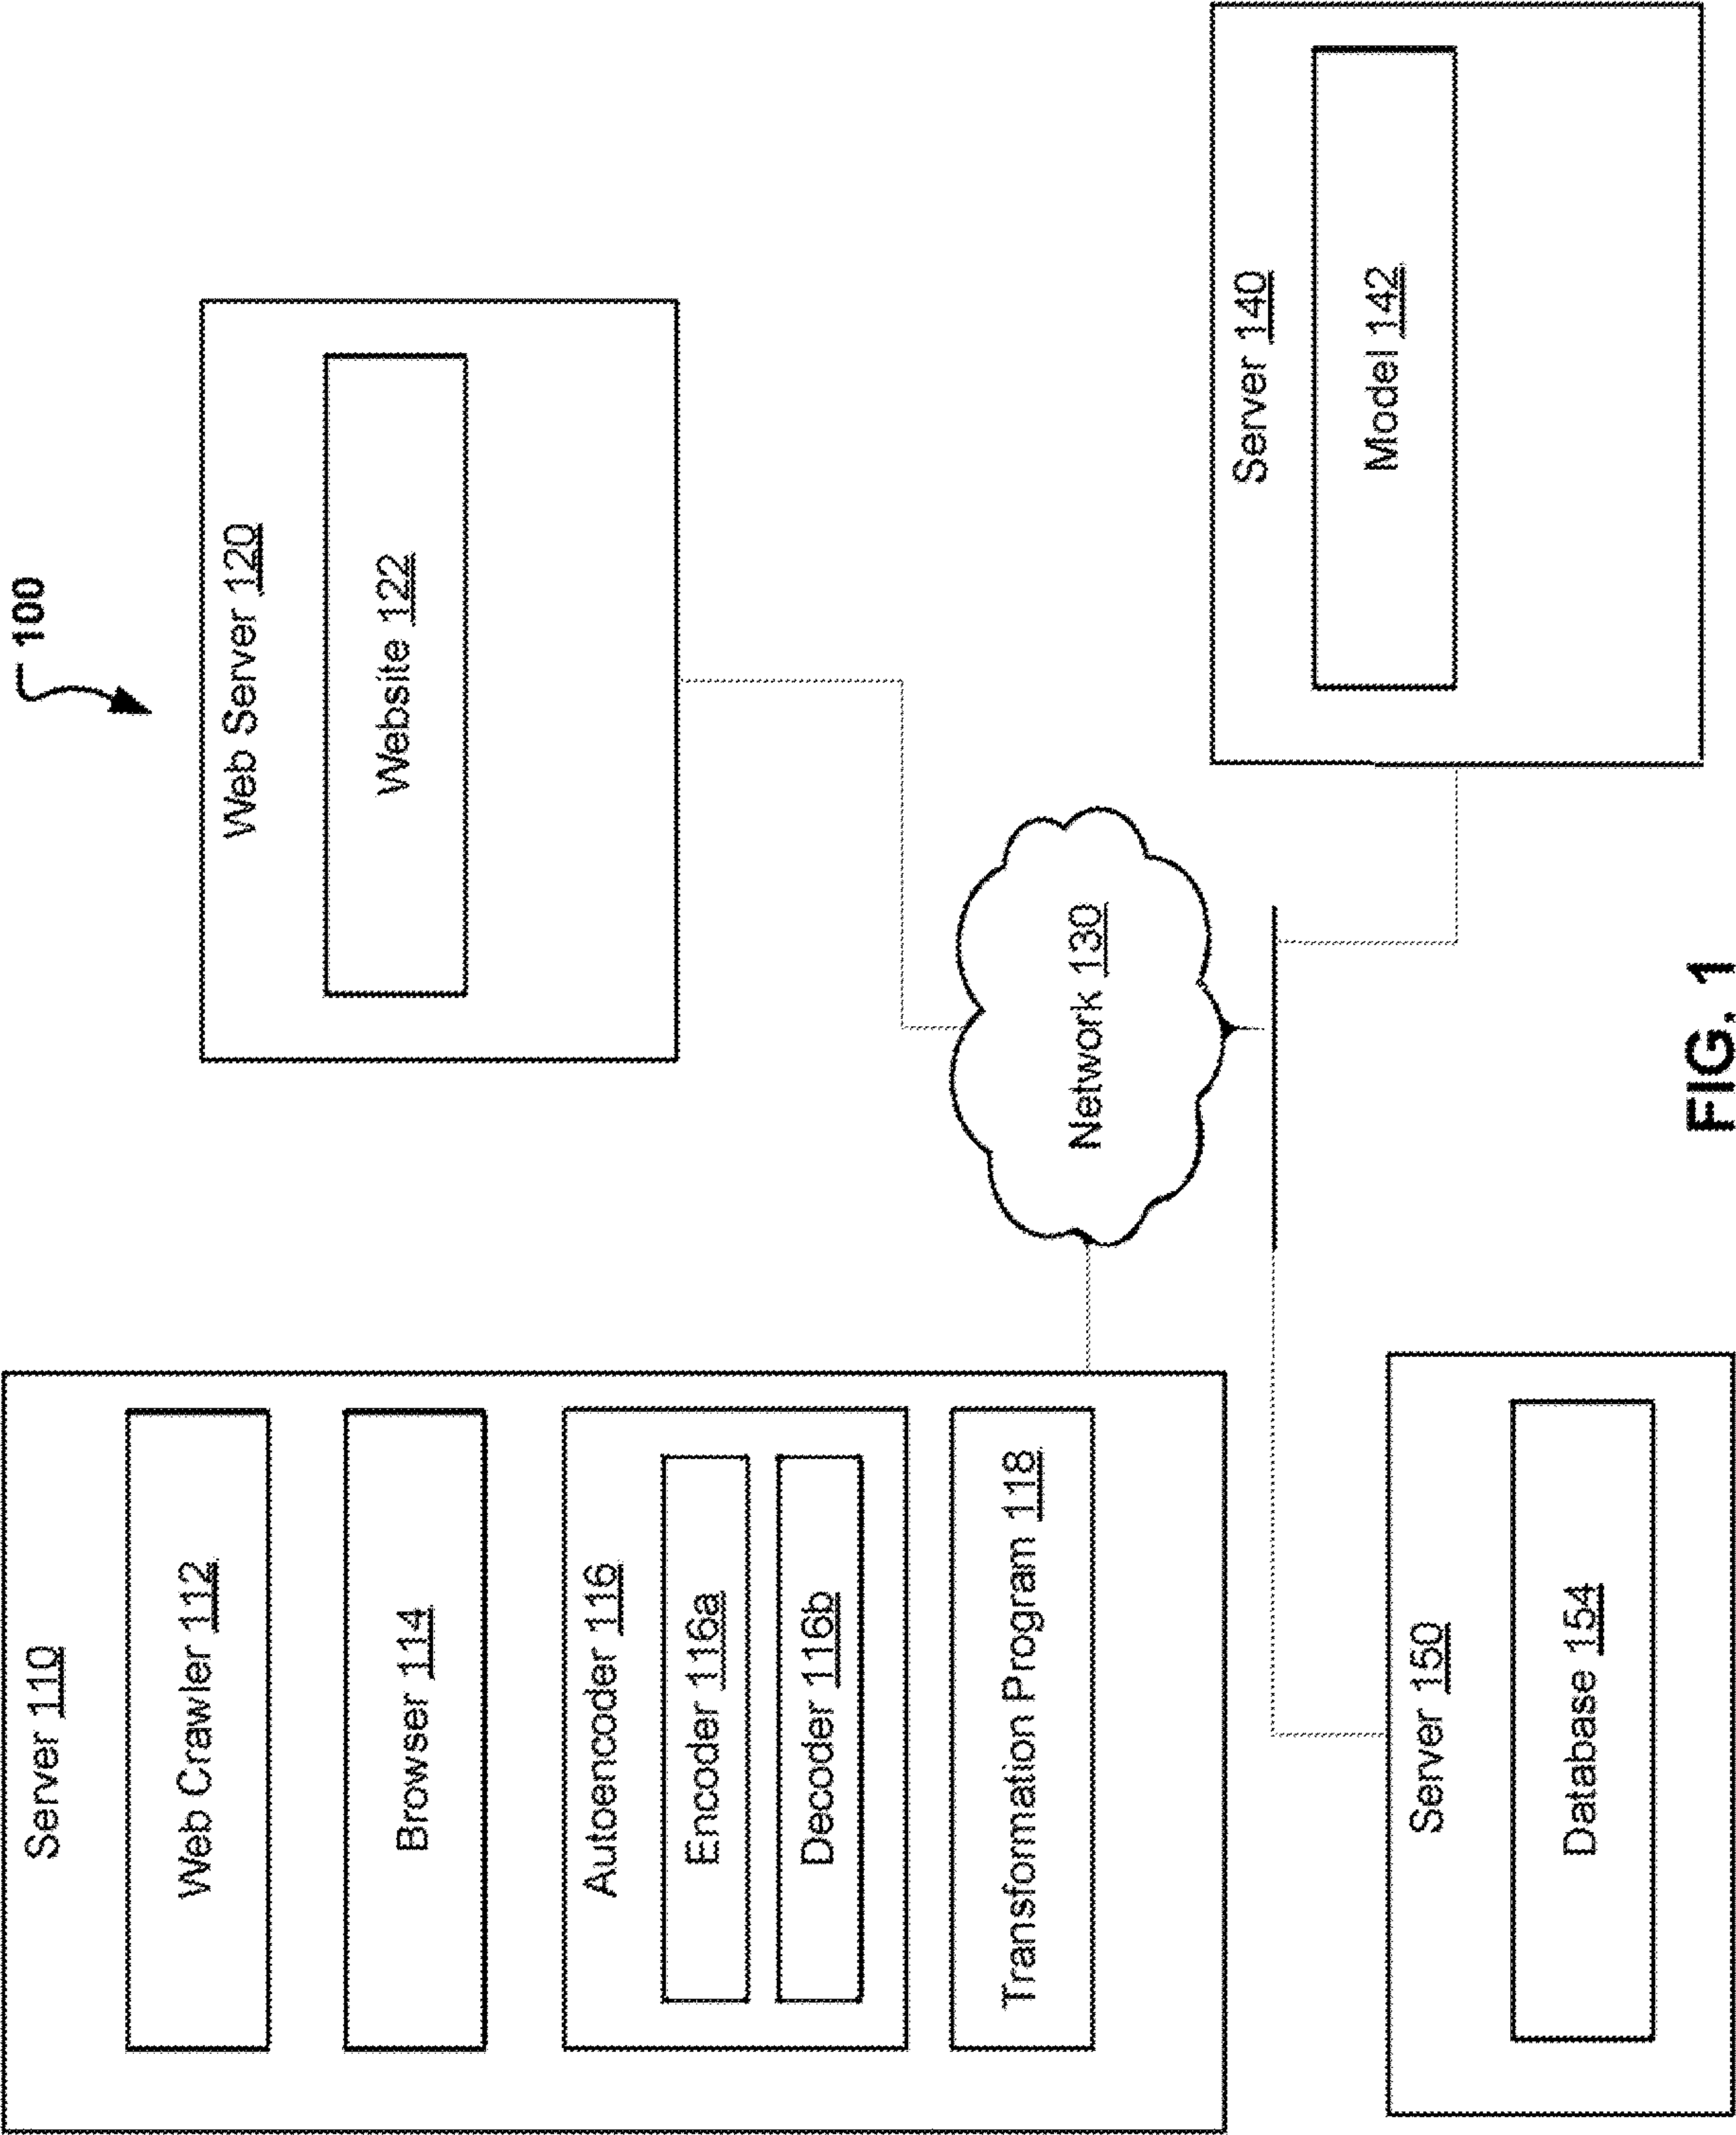 100
Server 110
Web Crawler 112
Browser 114
Autoencoder 116
Encoder 116a
Decoder 116b
Transformation Program 118
Web Server 120
Website 122
Network 130
Server 150
Database 154
Server 140
Model 142
FIG. 1